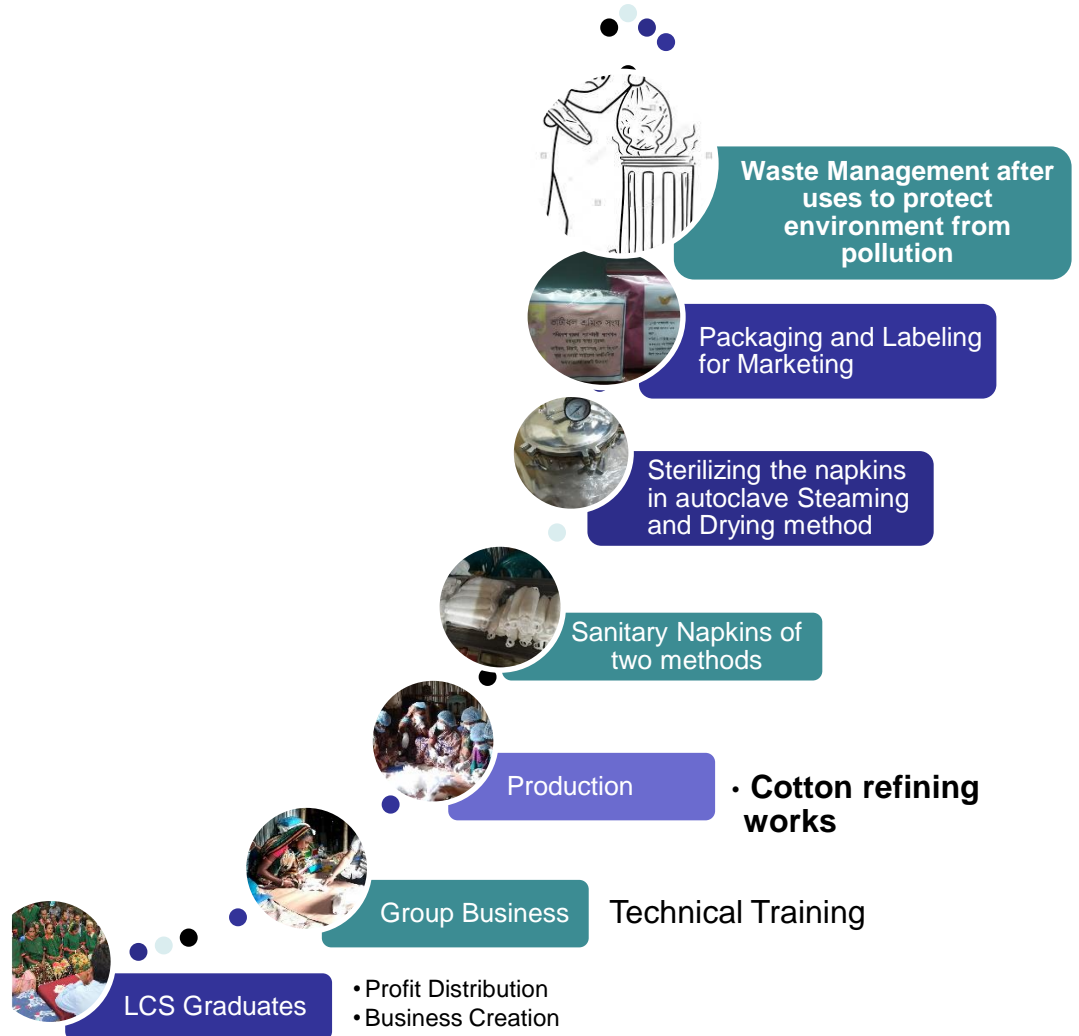 Waste Management after
uses to protect
environment from
pollution
Packaging and Labeling
for Marketing
Sterilizing the napkins
in autoclave Steaming
and Drying method
Sanitary Napkins of
two methods
Production
• Cotton refining
works
Group Business
Technical Training
LCS Graduates
• Profit Distribution
• Business Creation